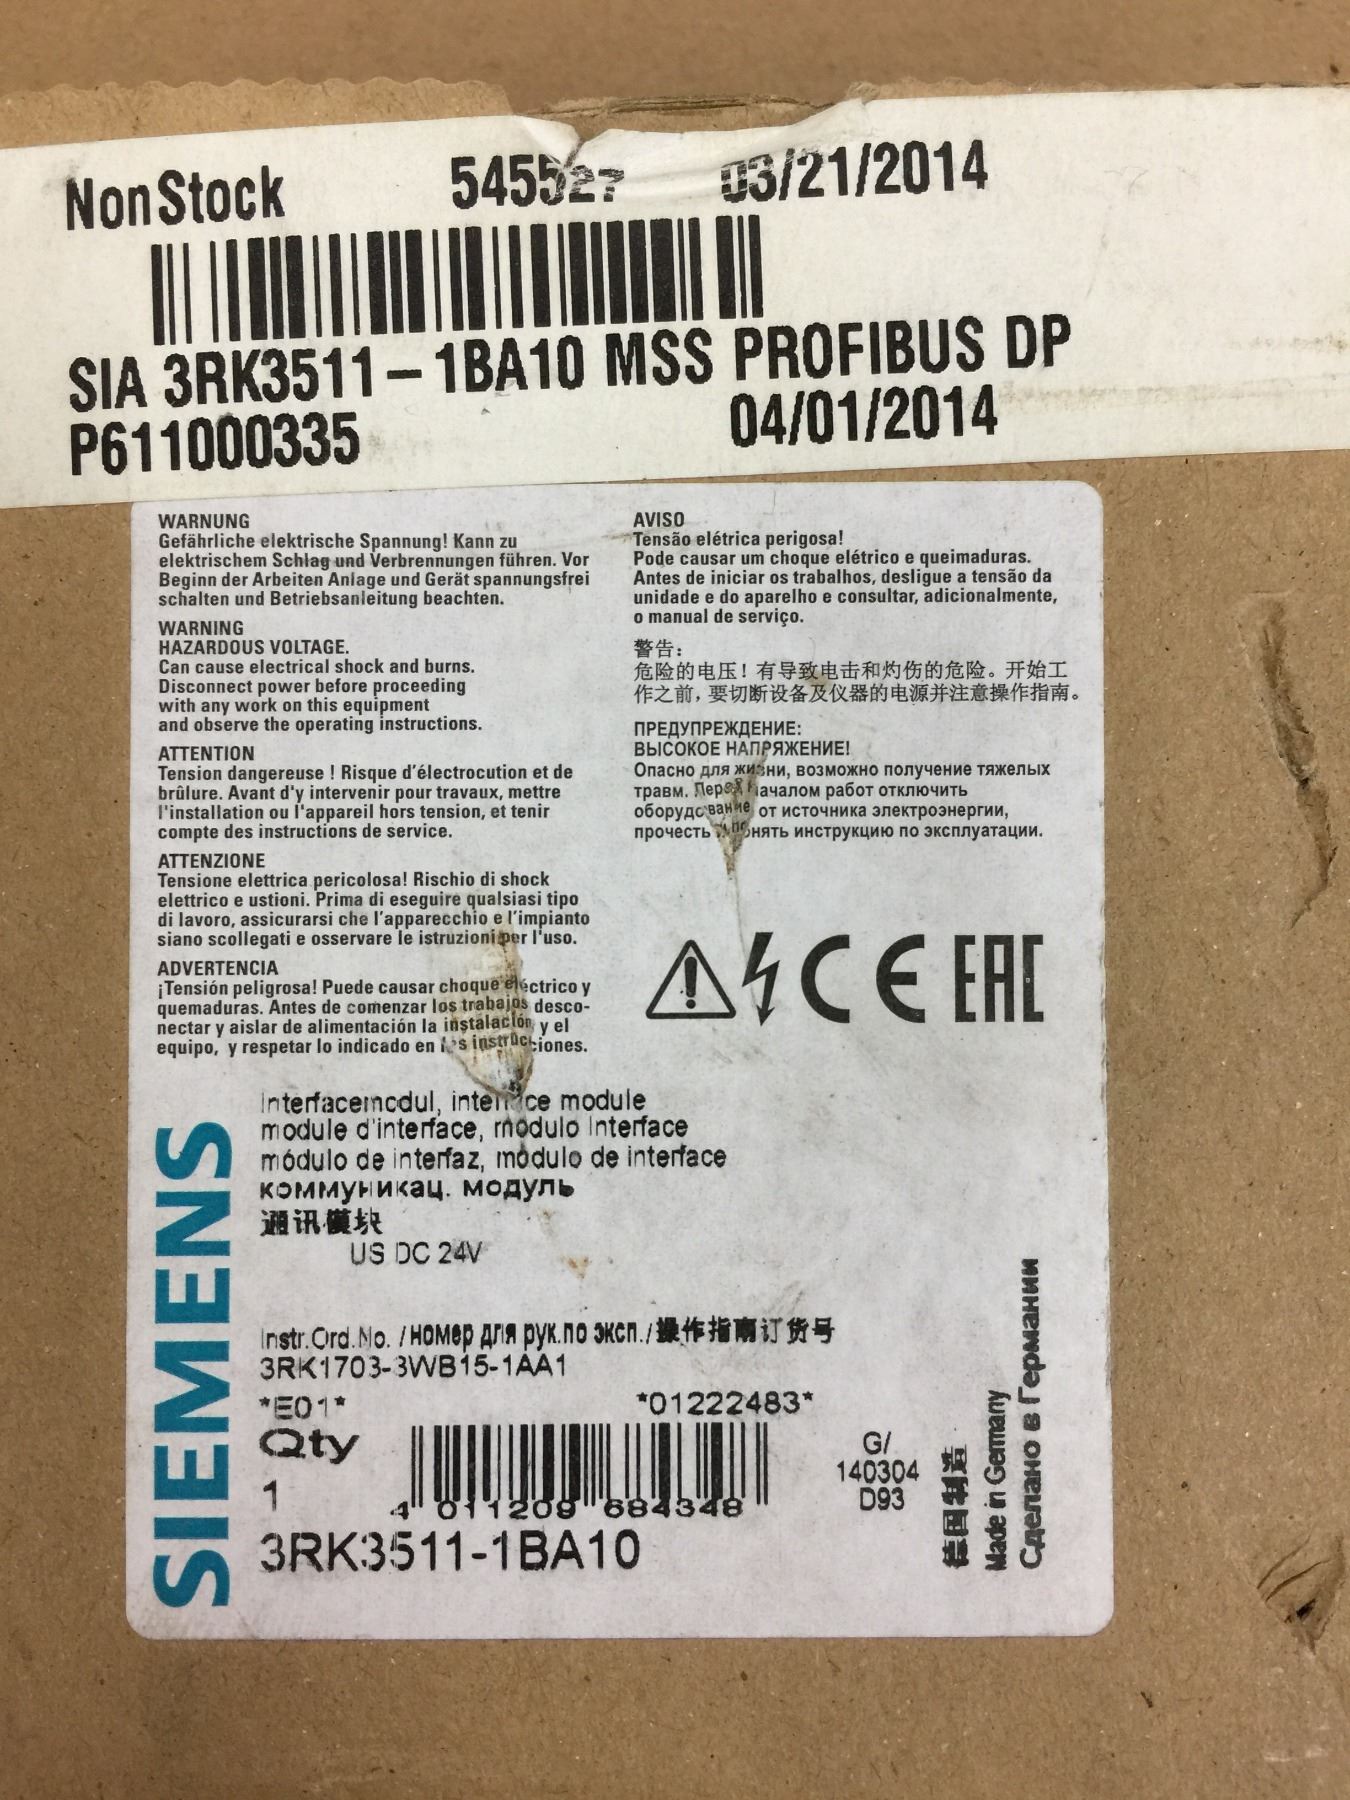 NonStock 545527 03/21/2014
SIA 3RK3511-1BA10 MSS PROFIBUS DP
P611000335 04/01/2014
WARNUNG
Gefährliche elektrische Spannung! Kann zu
elektrischem Schlag und Verbrennungen führen. Vor
Beginn der Arbeiten Anlage und Gerät spannungsfrei
schalten und Betriebsanleitung beachten.
WARNING
HAZARDOUS VOLTAGE.
Can cause electrical shock and burns.
Disconnect power before proceeding
with any work on this equipment
and observe the operating instructions.
ATTENTION
Tension dangereuse ! Risque d'électrocution et de
brûlure. Avant d'y intervenir pour travaux, mettre
l'installation ou l'appareil hors tension, et tenir
compte des instructions de service.
ATTENZIONE
Tensione elettrica pericolosa! Rischio di shock
elettrico e ustioni. Prima di eseguire qualsiasi tipo
di lavoro, assicurarsi che l'apparecchio e l'impianto
siano scollegati e osservare le istruzioni per l'uso.
ADVERTENCIA
¡Tensión peligrosa! Puede causar choque eléctrico y
quemaduras. Antes de comenzar los trabajos desco-
nectar y aislar de alimentación la instalación y el
equipo, y respetar lo indicado en las instrucciones.
AVISO
Tensão elétrica perigosa!
Pode causar um choque elétrico e queimaduras.
Antes de iniciar os trabalhos, desligue a tensão da
unidade e do aparelho e consultar, adicionalmente,
o manual de serviço.
警告:
危险的电压！有导致电击和灼伤的危险。开始工
作之前，要切断设备及仪器的电源并注意操作指南。
ПРЕДУПРЕЖДЕНИЕ:
ВЫСОКОЕ НАПРЯЖЕНИЕ!
Опасно для жизни, возможно получение тяжелых
травм. Перед началом работ отключить
оборудование от источника электроэнергии,
прочесть и понять инструкцию по эксплуатации.
CE EAC
SIEMENS
Interfacemodul, interface module
module d'interface, modulo Interface
módulo de interfaz, módulo de interface
коммуникац. модуль
通讯模块
US DC 24V
Instr.Ord.No. /номер для рук.по эксп./操作指南订货号
3RK1703-3WB15-1AA1
*E01* *01222483*
Qty
1
4 011209 684348
3RK3511-1BA10
G/
140304
D93
德国制造
Made in Germany
Сделано в Германии